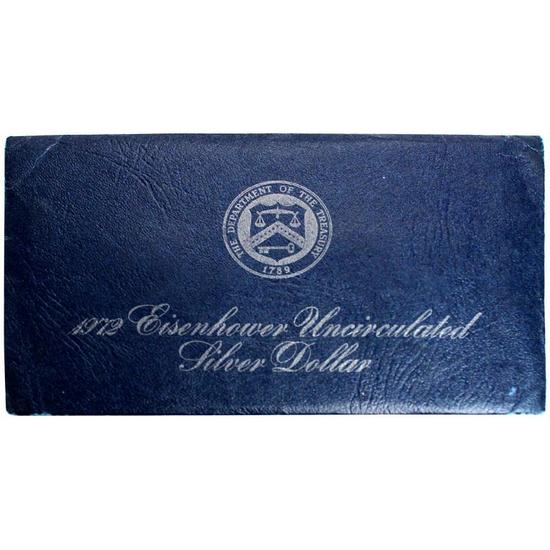 THE DEPARTMENT OF THE TREASURY
1789
1972 Eisenhower Uncirculated
Silver Dollar